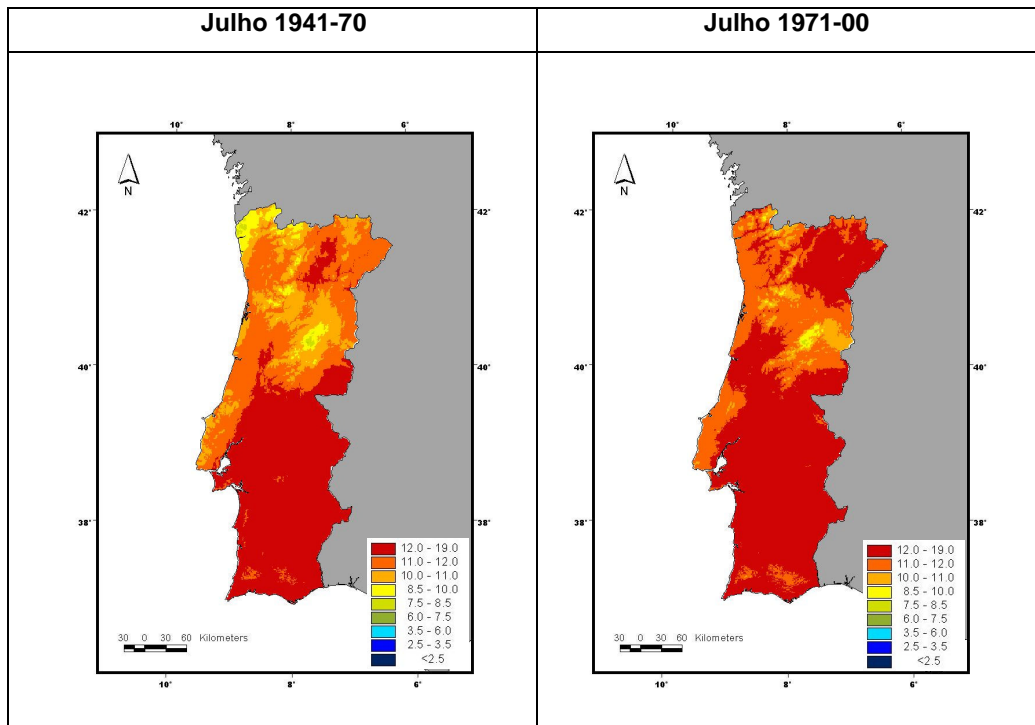 Julho 1941-70
Julho 1971-00
10° 8° 6°
N
42°
42°
40°
40°
38°
38°
12.0 - 19.0
11.0 - 12.0
10.0 - 11.0
8.5 - 10.0
7.5 - 8.5
6.0 - 7.5
3.5 - 6.0
2.5 - 3.5
<2.5
30 0 30 60 Kilometers
10° 8° 6°
10° 8° 6°
N
42°
42°
40°
40°
38°
38°
12.0 - 19.0
11.0 - 12.0
10.0 - 11.0
8.5 - 10.0
7.5 - 8.5
6.0 - 7.5
3.5 - 6.0
2.5 - 3.5
<2.5
30 0 30 60 Kilometers
10° 8° 6°